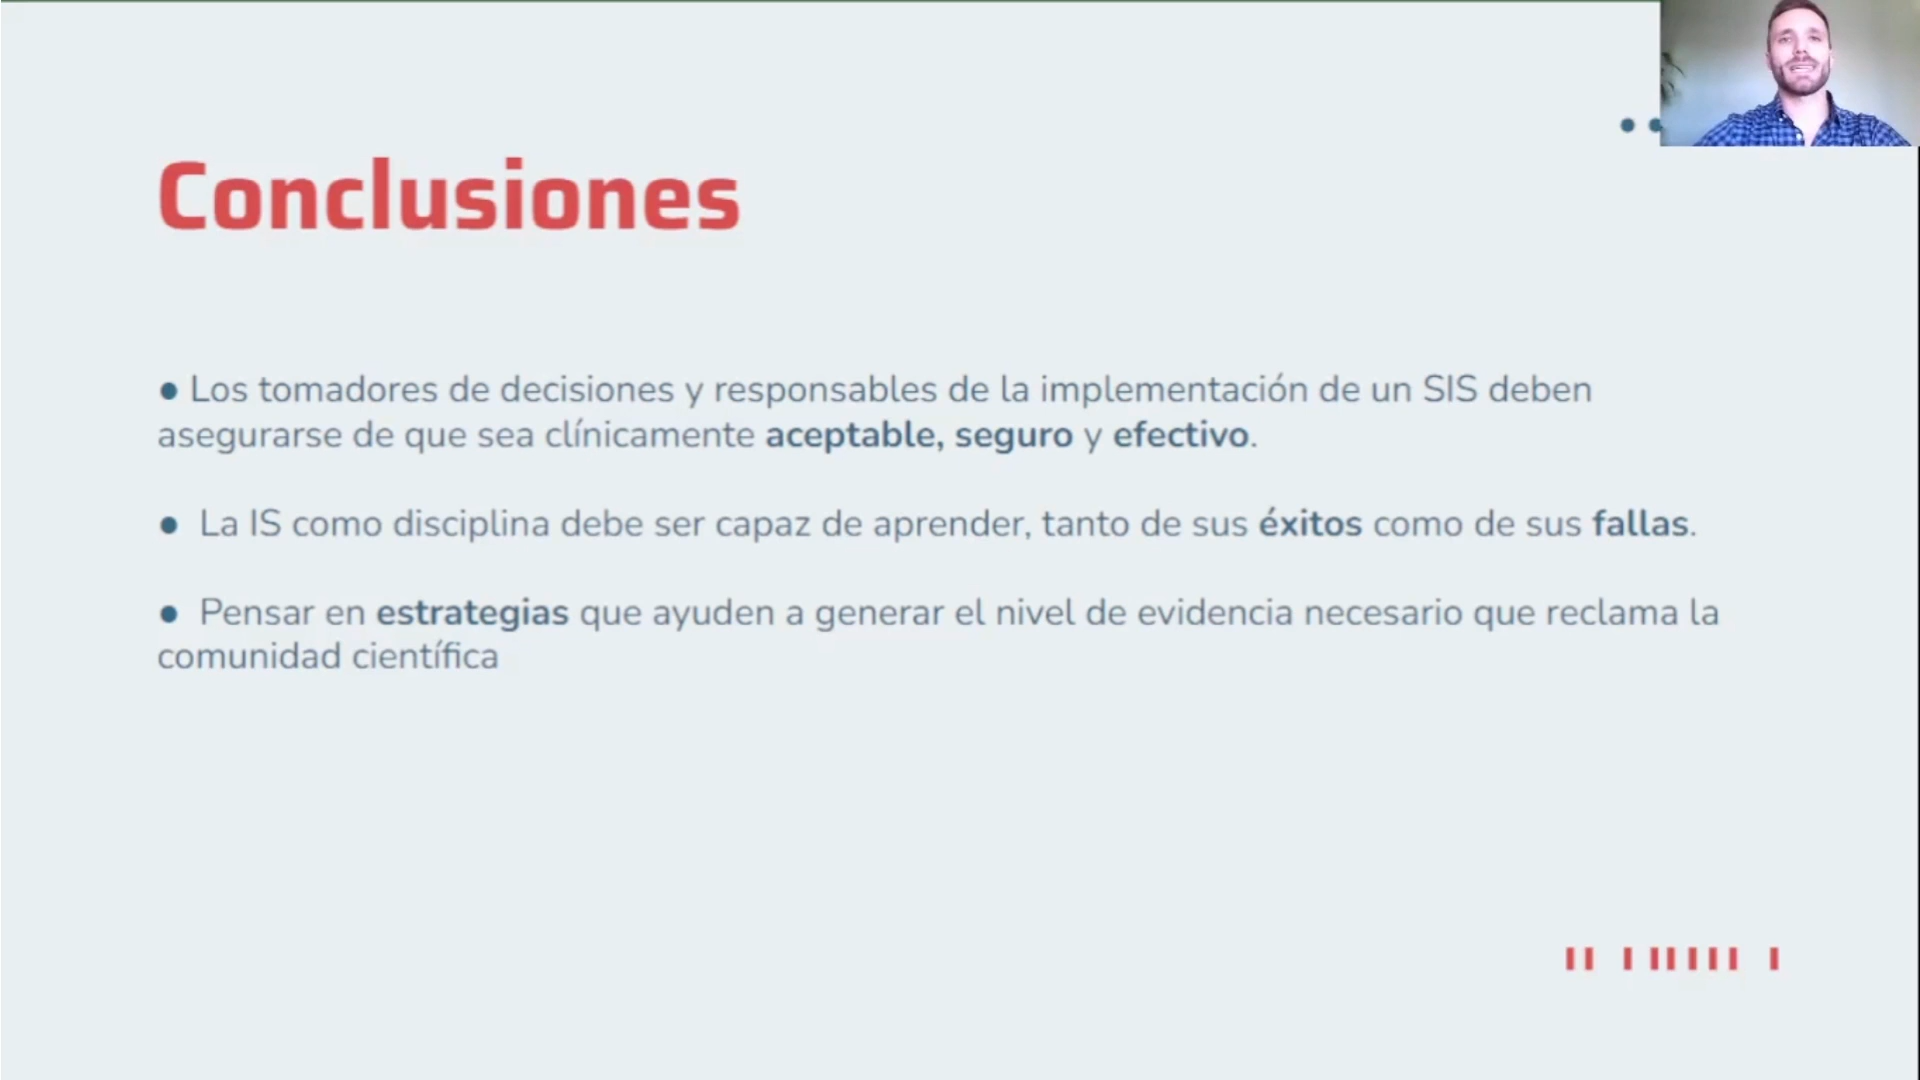 Conclusiones
● Los tomadores de decisiones y responsables de la implementación de un SIS deben
asegurarse de que sea clínicamente aceptable, seguro y efectivo.
● La IS como disciplina debe ser capaz de aprender, tanto de sus éxitos como de sus fallas.
● Pensar en estrategias que ayuden a generar el nivel de evidencia necesario que reclama la
comunidad científica